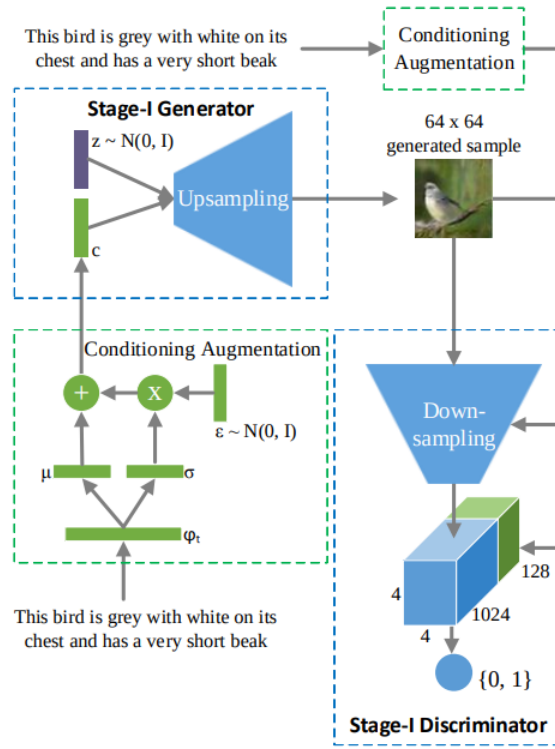 This bird is grey with white on its
chest and has a very short beak
Conditioning
Augmentation
Stage-I Generator
z ~ N(0, I)
Upsampling
c
64 x 64
generated sample
Conditioning Augmentation
+
x
ε ~ N(0, I)
μ
σ
φt
This bird is grey with white on its
chest and has a very short beak
Down-
sampling
128
4
1024
4
{0, 1}
Stage-I Discriminator